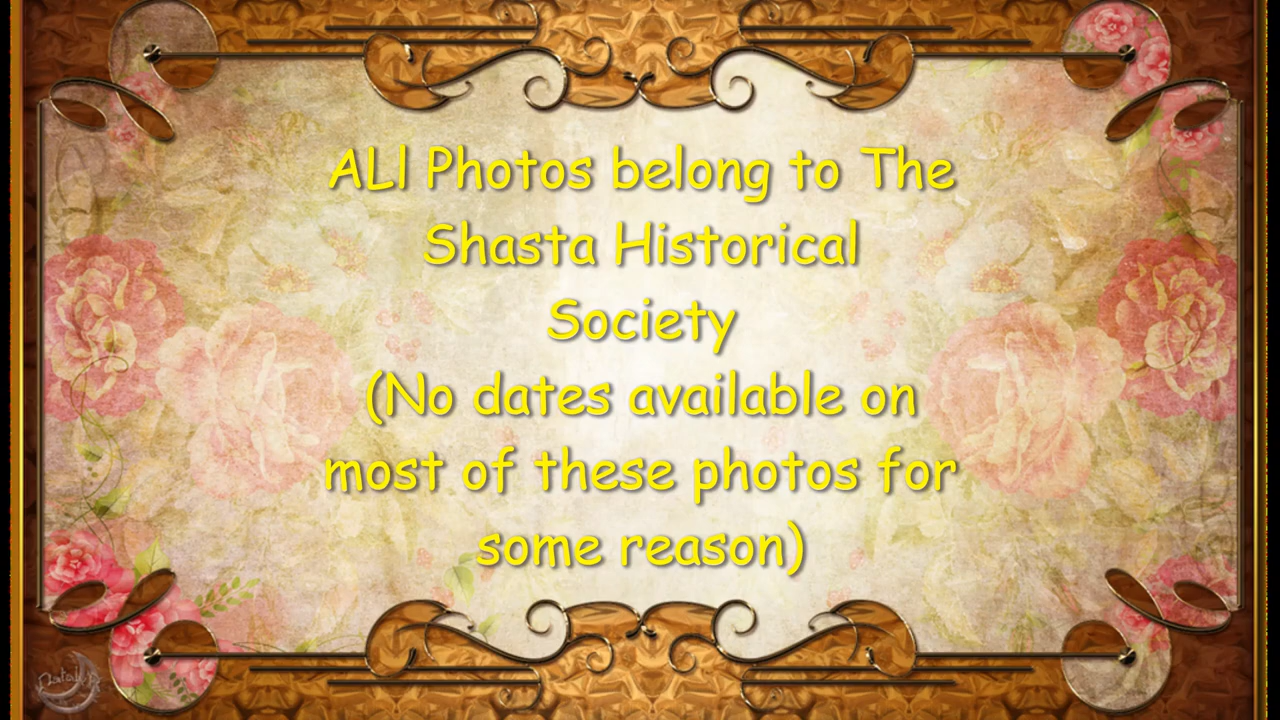 ALl Photos belong to The
Shasta Historical
Society
(No dates available on
most of these photos for
some reason)